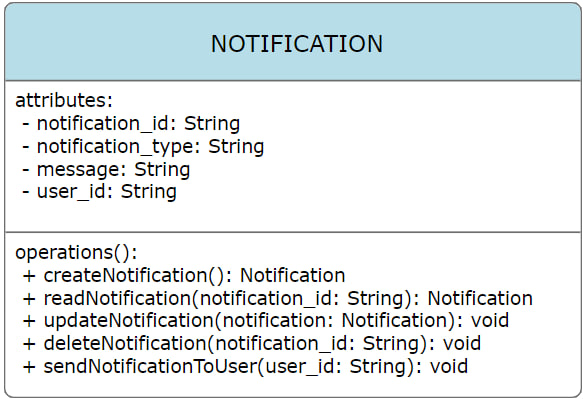 NOTIFICATION
attributes:
- notification_id: String
- notification_type: String
- message: String
- user_id: String
operations():
+ createNotification(): Notification
+ readNotification(notification_id: String): Notification
+ updateNotification(notification: Notification): void
+ deleteNotification(notification_id: String): void
+ sendNotificationToUser(user_id: String): void